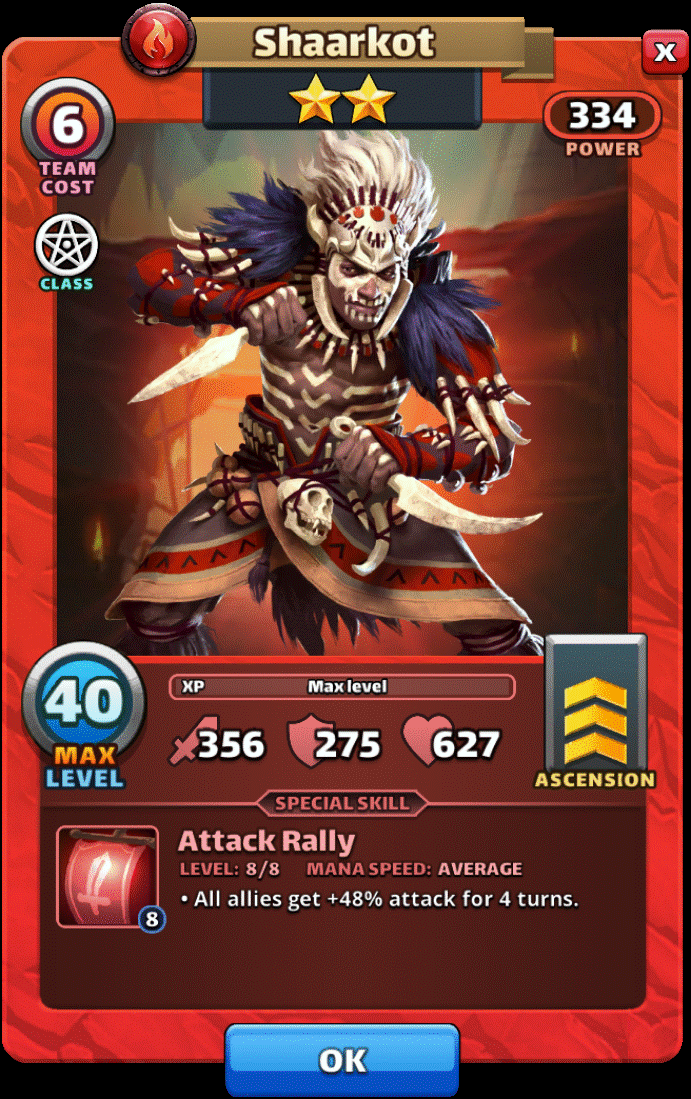 Shaarkot
X
6
TEAM
COST
334
POWER
CLASS
40
MAX
LEVEL
XP Max level
356 275 627
ASCENSION
SPECIAL SKILL
Attack Rally
LEVEL: 8/8 MANA SPEED: AVERAGE
8
• All allies get +48% attack for 4 turns.
OK